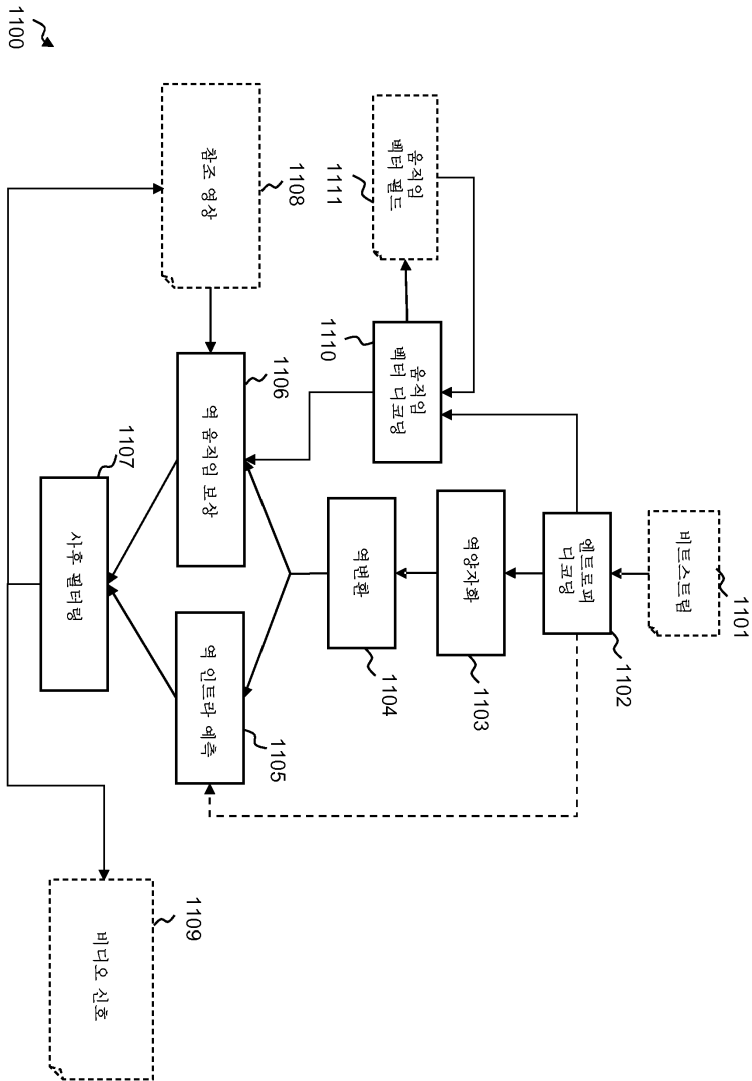 1100
비트스트림
1101
엔트로피
디코딩
1102
역양자화
1103
역변환
1104
역 인트라 예측
1105
역 움직임 보상
1106
사후 필터링
1107
참조 영상
1108
비디오 신호
1109
움직임
벡터 디코딩
1110
움직임
벡터 필드
1111